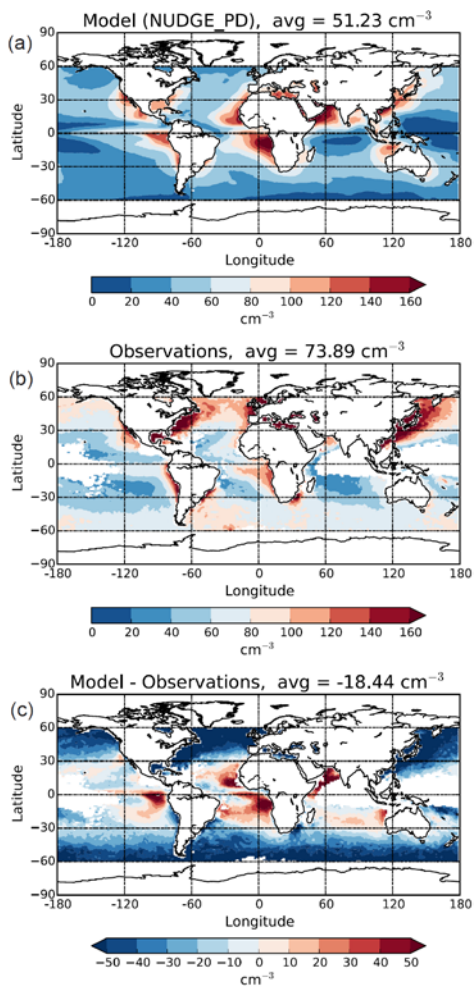 Model (NUDGE_PD), avg = 51.23 cm⁻³
(a)
90
60
30
0
−30
−60
−90
Latitude
-180 -120 -60 0 60 120 180
Longitude
0 20 40 60 80 100 120 140 160
cm⁻³
Observations, avg = 73.89 cm⁻³
(b)
90
60
30
0
−30
−60
−90
Latitude
-180 -120 -60 0 60 120 180
Longitude
0 20 40 60 80 100 120 140 160
cm⁻³
Model - Observations, avg = -18.44 cm⁻³
(c)
90
60
30
0
−30
−60
−90
Latitude
-180 -120 -60 0 60 120 180
Longitude
−50 −40 −30 −20 −10 0 10 20 30 40 50
cm⁻³